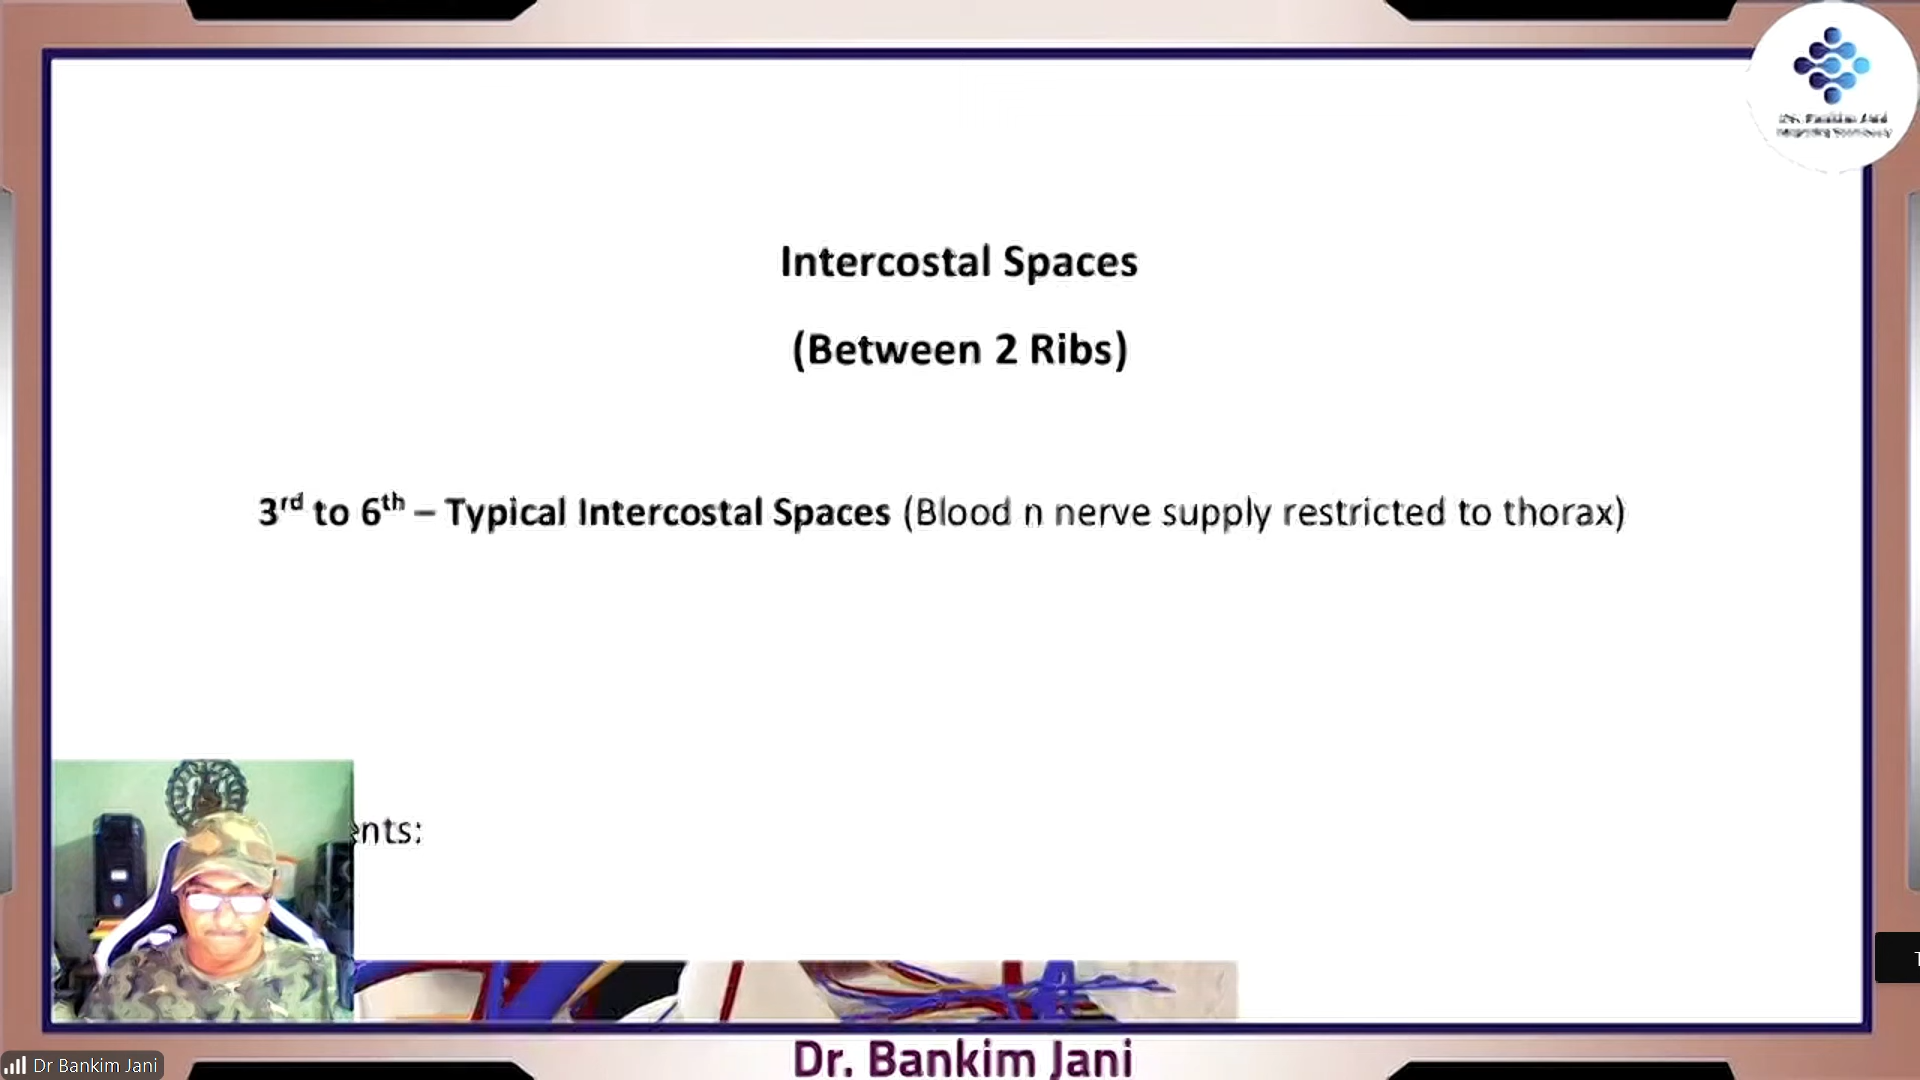 Intercostal Spaces
(Between 2 Ribs)
3rd to 6th – Typical Intercostal Spaces (Blood n nerve supply restricted to thorax)
ents:
Dr. Bankim Jani
Dr Bankim Jani